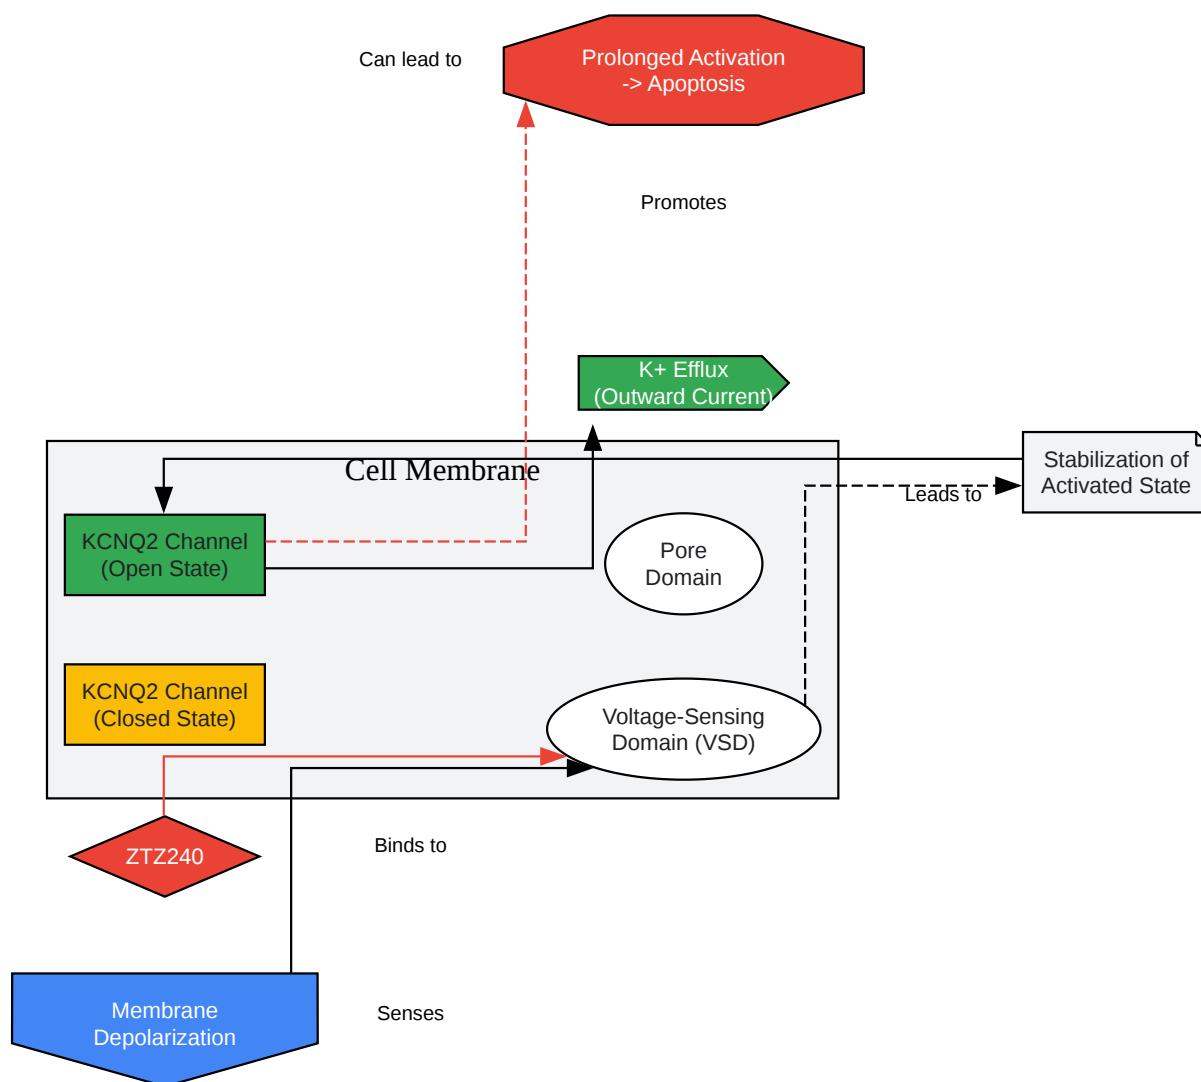 Can lead to
Prolonged Activation
-> Apoptosis
Promotes
K+ Efflux
(Outward Current)
Cell Membrane
Stabilization of
Activated State
Leads to
KCNQ2 Channel
(Open State)
Pore
Domain
KCNQ2 Channel
(Closed State)
Voltage-Sensing
Domain (VSD)
ZTZ240
Binds to
Membrane
Depolarization
Senses